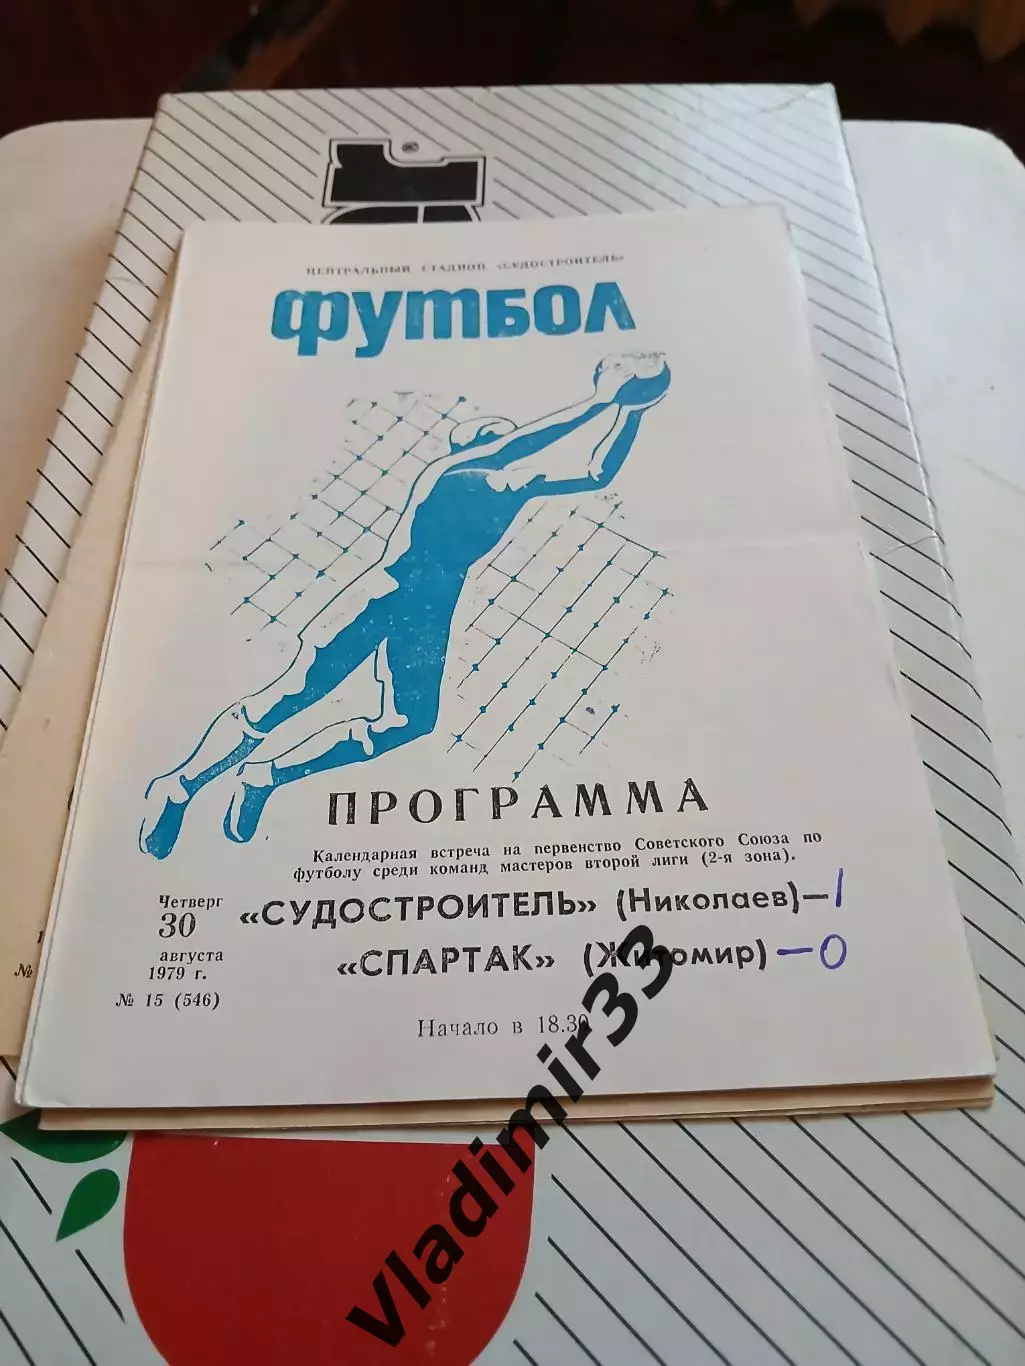 ЦЕНТРАЛЬНЫЙ СТАДИОН «СУДОСТРОИТЕЛЬ»
ФУТБОЛ
ПРОГРАММА
Календарная встреча на первенство Советского Союза по
футболу среди команд мастеров второй лиги (2-я зона).
Четверг
30
августа
1979 г.
№ 15 (546)
«СУДОСТРОИТЕЛЬ» (Николаев) – 1
«СПАРТАК» (Житомир) – 0
Начало в 18.30
№
Vladimir33